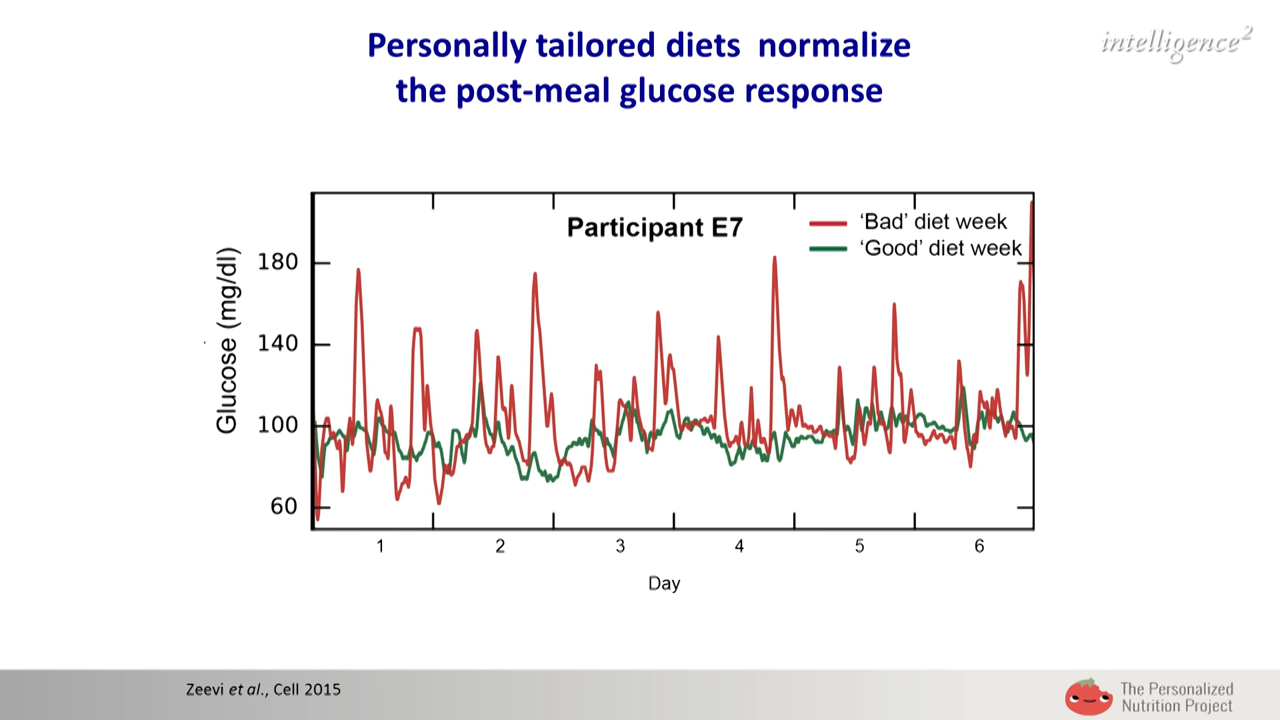 Personally tailored diets  normalize
the post-meal glucose response
intelligence²
Participant E7
'Bad' diet week
'Good' diet week
Glucose (mg/dl)
180
140
100
60
1 2 3 4 5 6
Day
Zeevi et al., Cell 2015
The Personalized
Nutrition Project